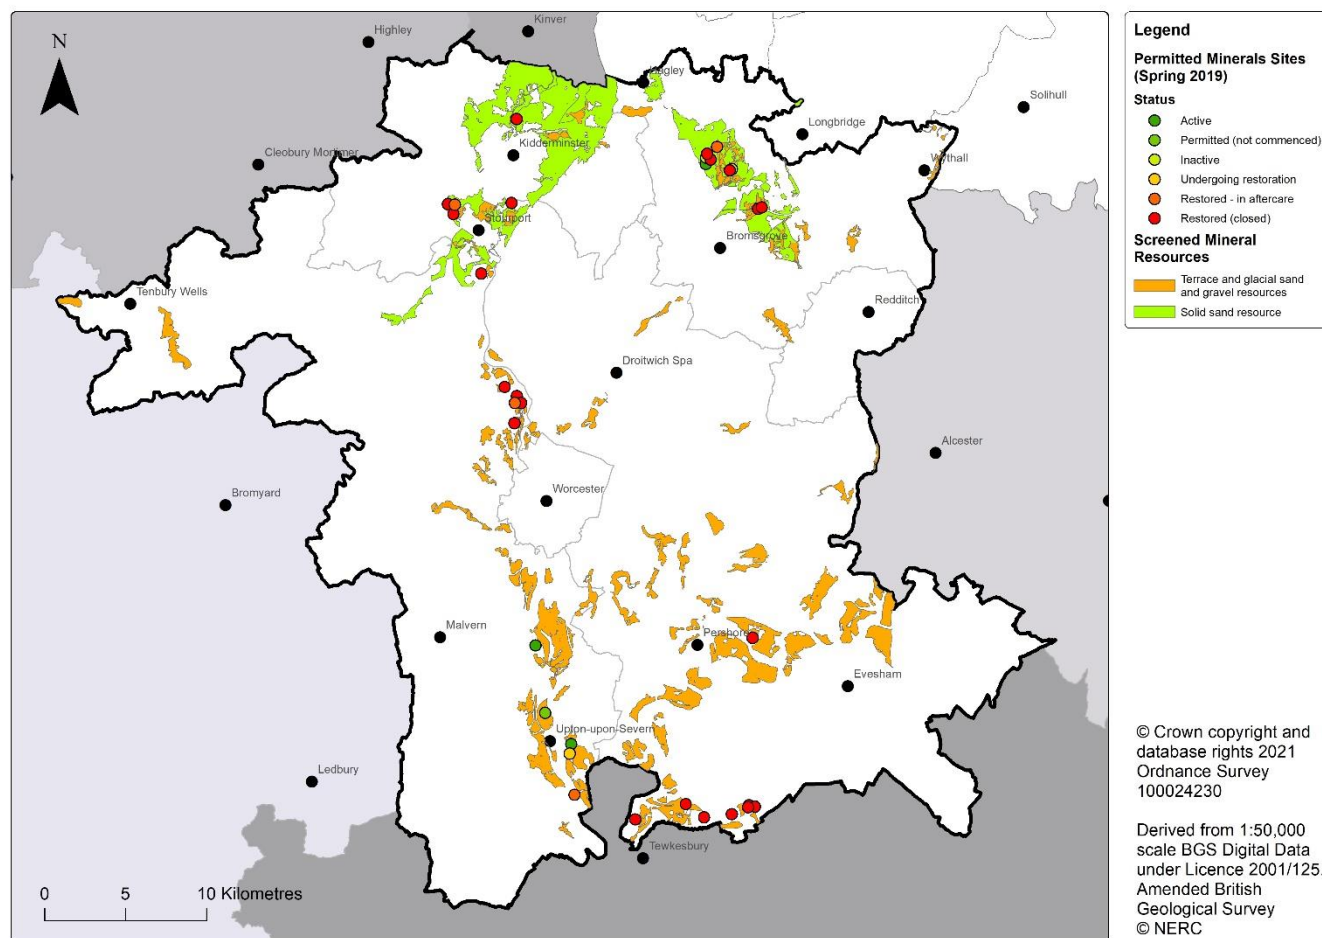 Kinver
Highley
N
Hagley
Solihull
Longbridge
Cleobury Mortimer
Kidderminster
Wythall
Stourport
Bromsgrove
Tenbury Wells
Redditch
Droitwich Spa
Alcester
Bromyard
Worcester
Malvern
Pershore
Evesham
Upton-upon-Severn
Ledbury
Tewkesbury
0 5 10 Kilometres
Legend
Permitted Minerals Sites
(Spring 2019)
Status
Active
Permitted (not commenced)
Inactive
Undergoing restoration
Restored - in aftercare
Restored (closed)
Screened Mineral
Resources
Terrace and glacial sand
and gravel resources
Solid sand resource
© Crown copyright and
database rights 2021
Ordnance Survey
100024230
Derived from 1:50,000
scale BGS Digital Data
under Licence 2001/125.
Amended British
Geological Survey
© NERC